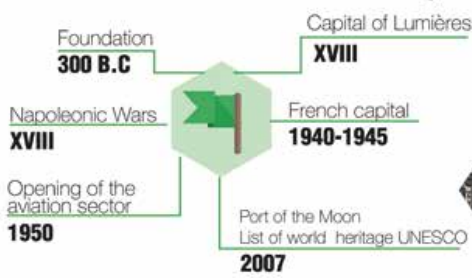 Foundation
300 B.C
Capital of Lumières
XVIII
Napoleonic Wars
XVIII
French capital
1940-1945
Opening of the
aviation sector
1950
Port of the Moon
List of world heritage UNESCO
2007